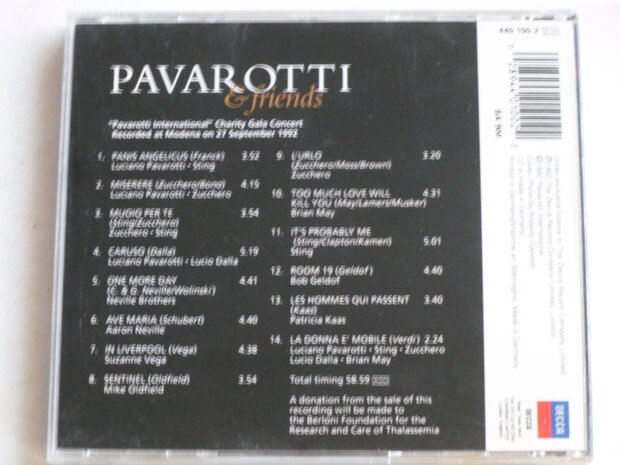 PAVAROTTI
& friends
"Pavarotti International" Charity Gala Concert
Recorded at Modena on 27 September 1992
1. PANIS ANGELICUS (Franck) 3.52
Luciano Pavarotti • Sting
2. MISERERE (Zucchero/Bono) 4.15
Luciano Pavarotti • Zucchero
3. MUOIO PER TE 3.54
(Sting/Zucchero)
Zucchero • Sting
4. CARUSO (Dalla) 5.19
Luciano Pavarotti • Lucio Dalla
5. ONE MORE DAY 4.41
(C. & G. Neville/Wolinski)
Neville Brothers
6. AVE MARIA (Schubert) 4.40
Aaron Neville
7. IN LIVERPOOL (Vega) 4.38
Suzanne Vega
8. SENTINEL (Oldfield) 3.54
Mike Oldfield
9. L'URLO 3.20
(Zucchero/Moss/Brown)
Zucchero
10. TOO MUCH LOVE WILL 4.31
KILL YOU (May/Lamers/Musker)
Brian May
11. IT'S PROBABLY ME 5.01
(Sting/Clapton/Kamen)
Sting
12. ROOM 19 (Geldof) 4.40
Bob Geldof
13. LES HOMMES QUI PASSENT 3.40
(Kaas)
Patricia Kaas
14. LA DONNA E' MOBILE (Verdi) 2.24
Luciano Pavarotti • Sting • Zucchero
Lucio Dalla • Brian May
Total timing 58.59
A donation from the sale of this
recording will be made to
the Berloni Foundation for the
Research and Care of Thalassemia
440 100-2
DECCA
DECCA